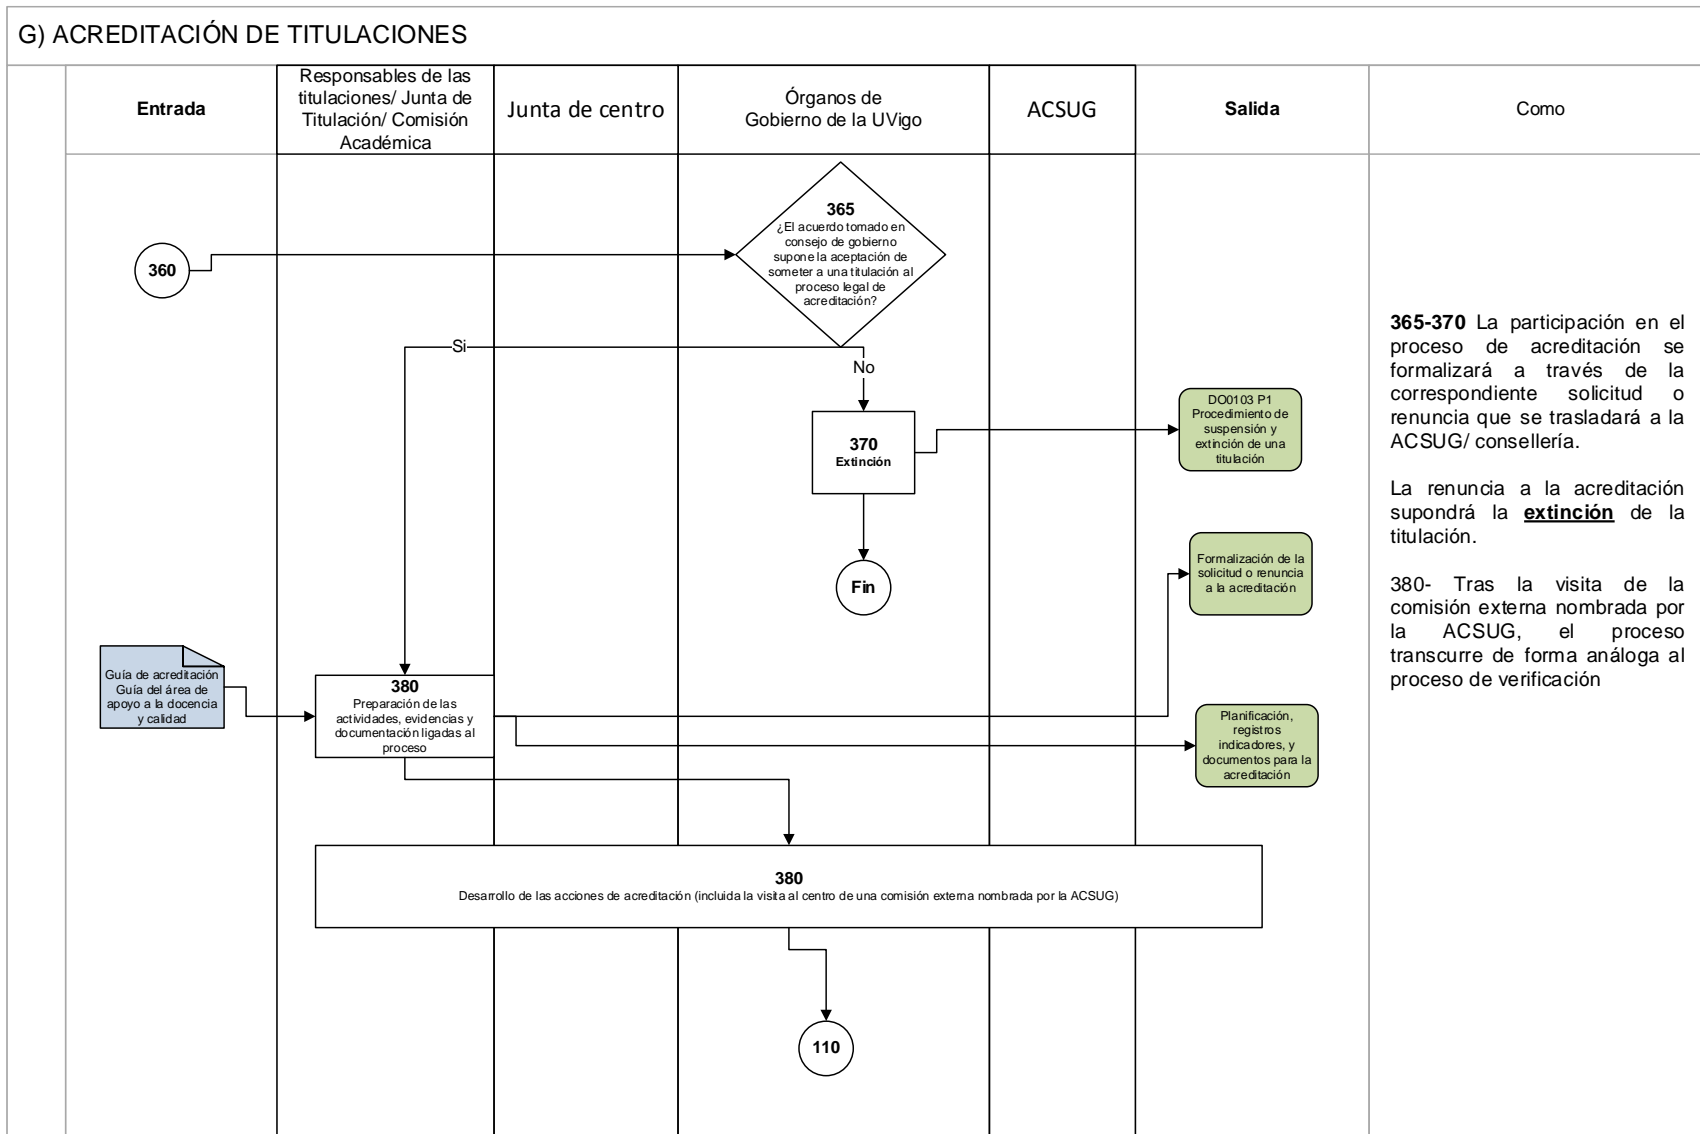 G) ACREDITACIÓN DE TITULACIONES
Entrada
Responsables de las
titulaciones/ Junta de
Titulación/ Comisión
Académica
Junta de centro
Órganos de
Gobierno de la UVigo
ACSUG
Salida
Como
360
365
¿El acuerdo tomado en
consejo de gobierno
supone la aceptación de
someter a una titulación al
proceso legal de
acreditación?
Si
No
370
Extinción
DO0103 P1
Procedimiento de
suspensión y
extinción de una
titulación
Fin
Formalización de la
solicitud o renuncia
a la acreditación
Guía de acreditación
Guía del área de
apoyo a la docencia
y calidad
380
Preparación de las
actividades, evidencias y
documentación ligadas al
proceso
Planificación,
registros
indicadores, y
documentos para la
acreditación
380
Desarrollo de las acciones de acreditación (incluida la visita al centro de una comisión externa nombrada por la ACSUG)
110
365-370 La participación en el
proceso de acreditación se
formalizará a través de la
correspondiente solicitud o
renuncia que se trasladará a la
ACSUG/ consellería.
La renuncia a la acreditación
supondrá la extinción de la
titulación.
380- Tras la visita de la
comisión externa nombrada por
la ACSUG, el proceso
transcurre de forma análoga al
proceso de verificación